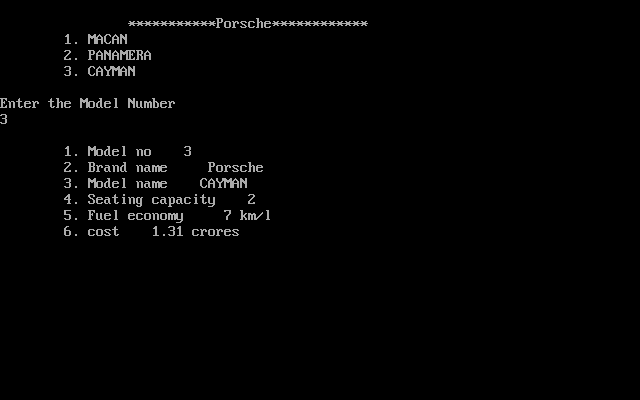 ***********Porsche************
1. MACAN
2. PANAMERA
3. CAYMAN
Enter the Model Number
3
1. Model no    3
2. Brand name     Porsche
3. Model name    CAYMAN
4. Seating capacity    2
5. Fuel economy     7 km/l
6. cost    1.31 crores